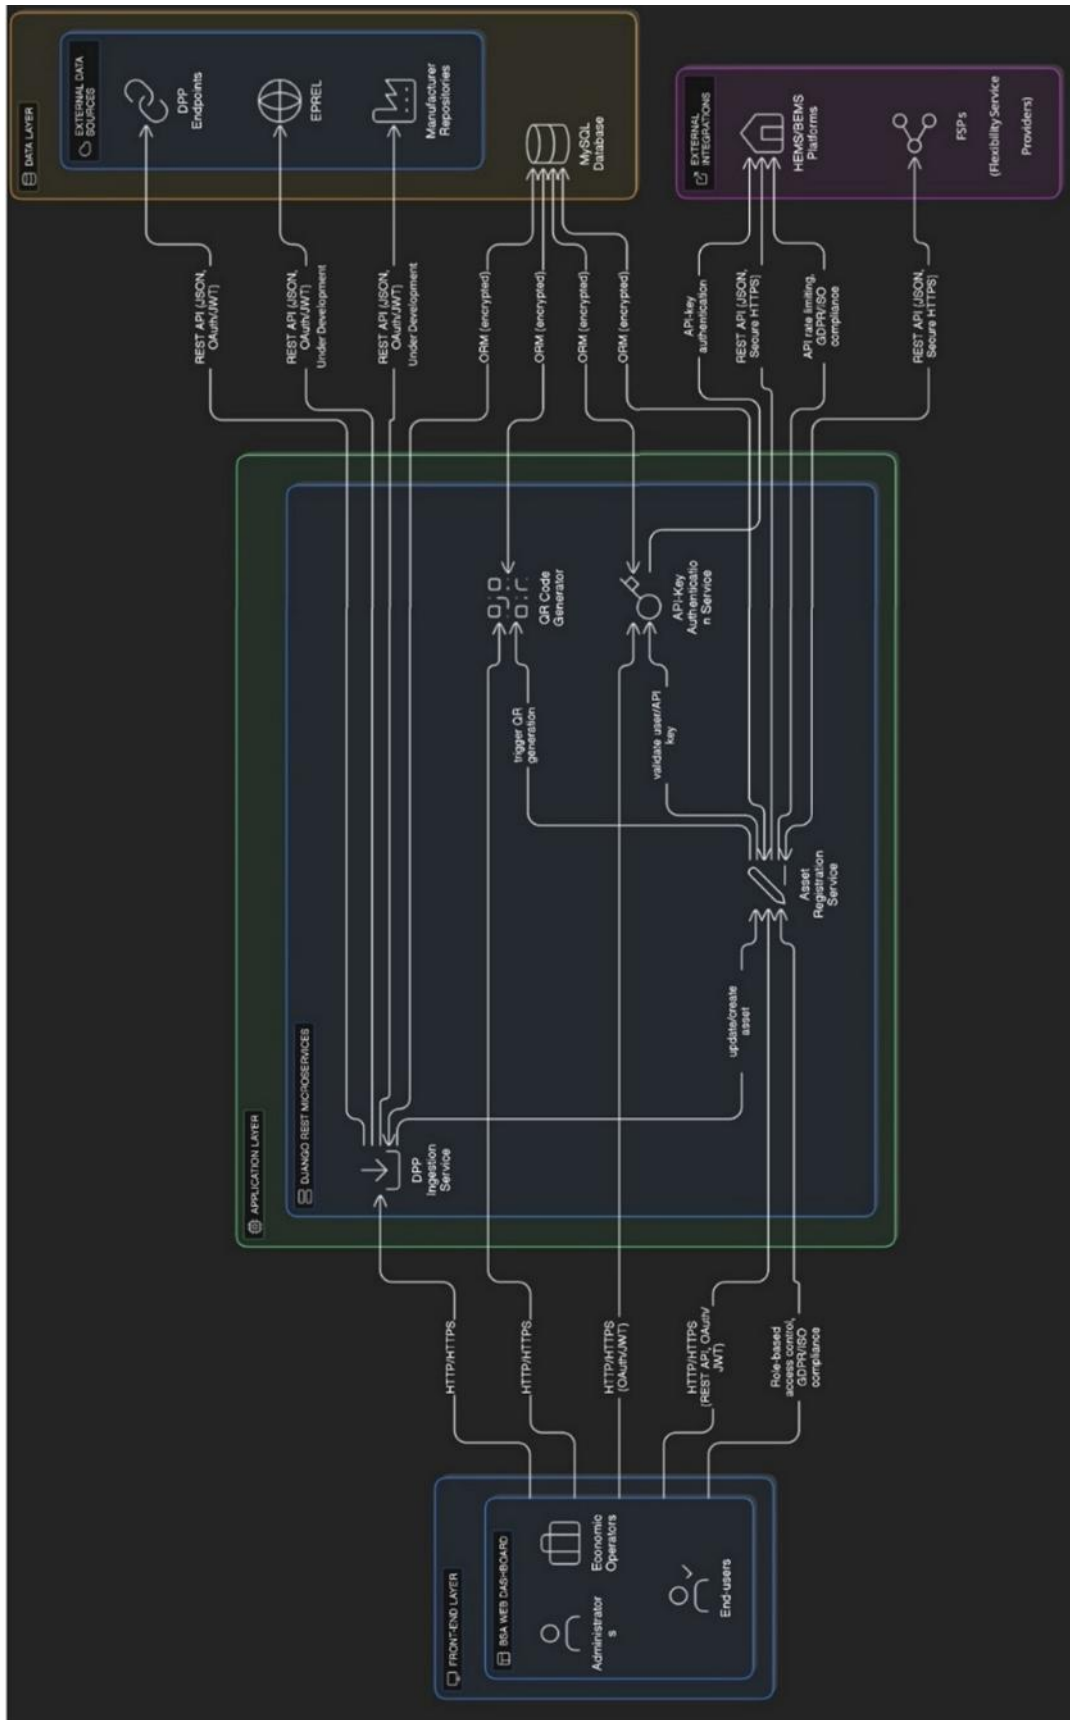 FRONT-END LAYER
BSA WEB DASHBOARD
Administrator
s
Economic
Operators
End-users
HTTP/HTTPS
HTTP/HTTPS
HTTP/HTTPS
(OAuth/JWT)
HTTP/HTTPS
(REST API, OAuth/
JWT)
Role-based
access control,
GDPR/ISO
compliance
APPLICATION LAYER
DJANGO REST MICROSERVICES
DPP
Ingestion
Service
update/create
asset
Asset
Registration
Service
trigger QR
generation
validate user/API
key
QR Code
Generator
API-Key
Authenticatio
n Service
REST API (JSON,
OAuth/JWT)
REST API (JSON,
OAuth/JWT)
Under Development
REST API (JSON,
OAuth/JWT)
Under Development
ORM (encrypted)
ORM (encrypted)
ORM (encrypted)
ORM (encrypted)
API-key
authentication
REST API (JSON,
Secure HTTPS)
API rate limiting,
GDPR/ISO
compliance
REST API (JSON,
Secure HTTPS)
DATA LAYER
EXTERNAL DATA
SOURCES
DPP
Endpoints
EPREL
Manufacturer
Repositories
MySQL
Database
EXTERNAL
INTEGRATIONS
HEMS/BEMS
Platforms
FSPs
(Flexibility Service
Providers)